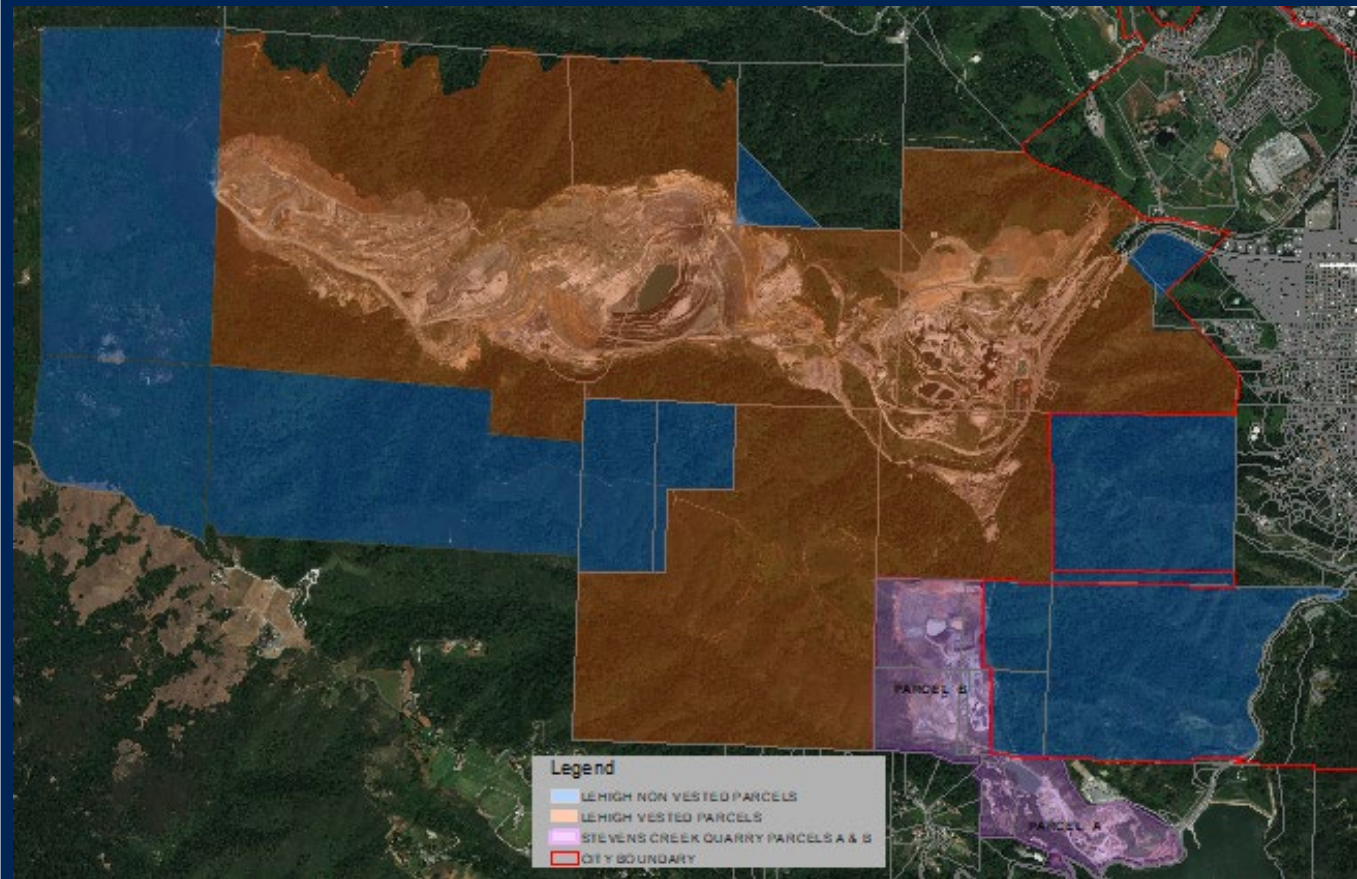 PARCEL B
PARCEL A
Legend
LEHIGH NON VESTED PARCELS
LEHIGH VESTED PARCELS
STEVENS CREEK QUARRY PARCELS A & B
CITY BOUNDARY